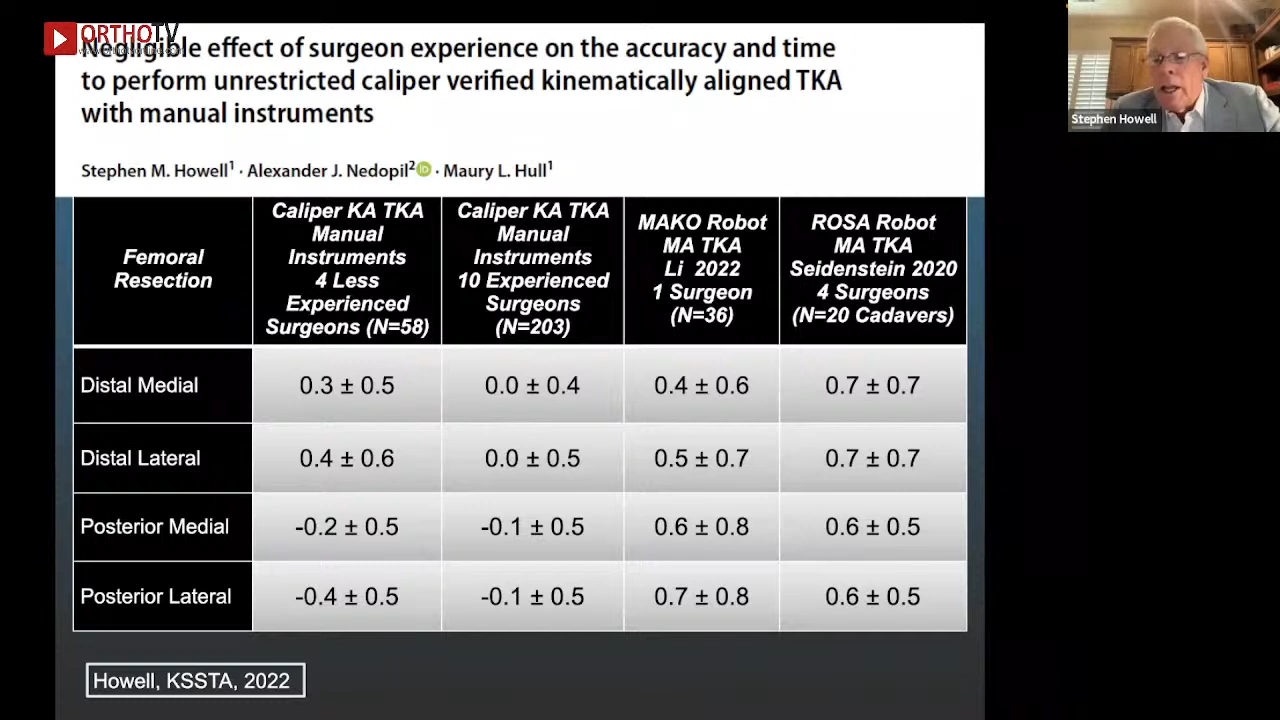 ORTHOTV
Negligible effect of surgeon experience on the accuracy and time
to perform unrestricted caliper verified kinematically aligned TKA
with manual instruments
Stephen M. Howell1 · Alexander J. Nedopil2 iD · Maury L. Hull1
Stephen Howell
Femoral
Resection
Caliper KA TKA
Manual
Instruments
4 Less
Experienced
Surgeons (N=58)
Caliper KA TKA
Manual
Instruments
10 Experienced
Surgeons
(N=203)
MAKO Robot
MA TKA
Li 2022
1 Surgeon
(N=36)
ROSA Robot
MA TKA
Seidenstein 2020
4 Surgeons
(N=20 Cadavers)
Distal Medial 0.3 ± 0.5 0.0 ± 0.4 0.4 ± 0.6 0.7 ± 0.7
Distal Lateral 0.4 ± 0.6 0.0 ± 0.5 0.5 ± 0.7 0.7 ± 0.7
Posterior Medial -0.2 ± 0.5 -0.1 ± 0.5 0.6 ± 0.8 0.6 ± 0.5
Posterior Lateral -0.4 ± 0.5 -0.1 ± 0.5 0.7 ± 0.8 0.6 ± 0.5
Howell, KSSTA, 2022